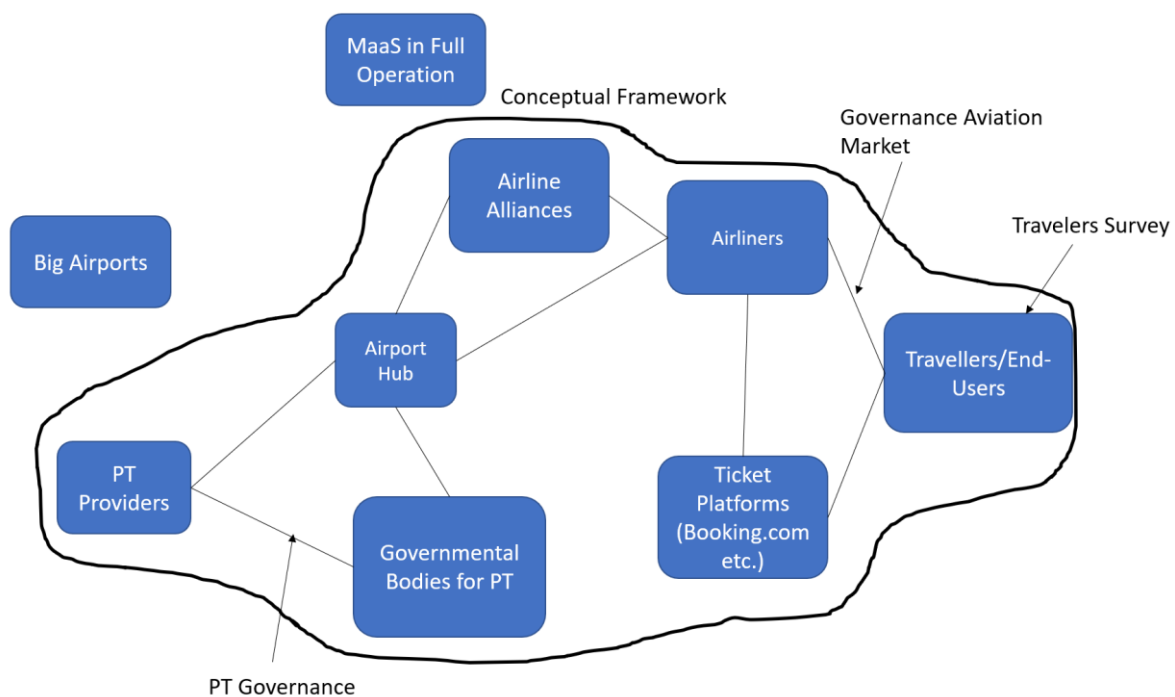 MaaS in Full
Operation
Conceptual Framework
Governance Aviation
Market
Airline
Alliances
Airliners
Travelers Survey
Big Airports
Airport
Hub
Travellers/End-
Users
PT
Providers
Ticket
Platforms
(Booking.com
etc.)
Governmental
Bodies for PT
PT Governance